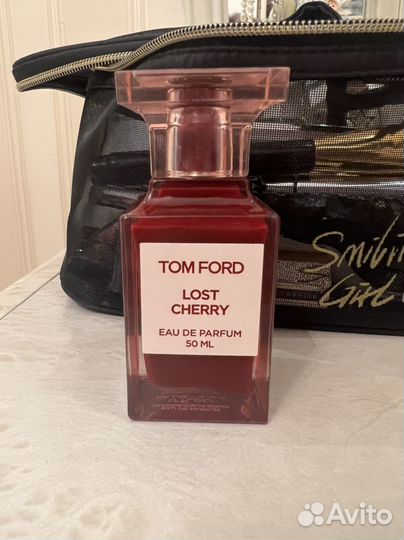 TOM FORD
LOST
CHERRY
EAU DE PARFUM
50 ML
Avito